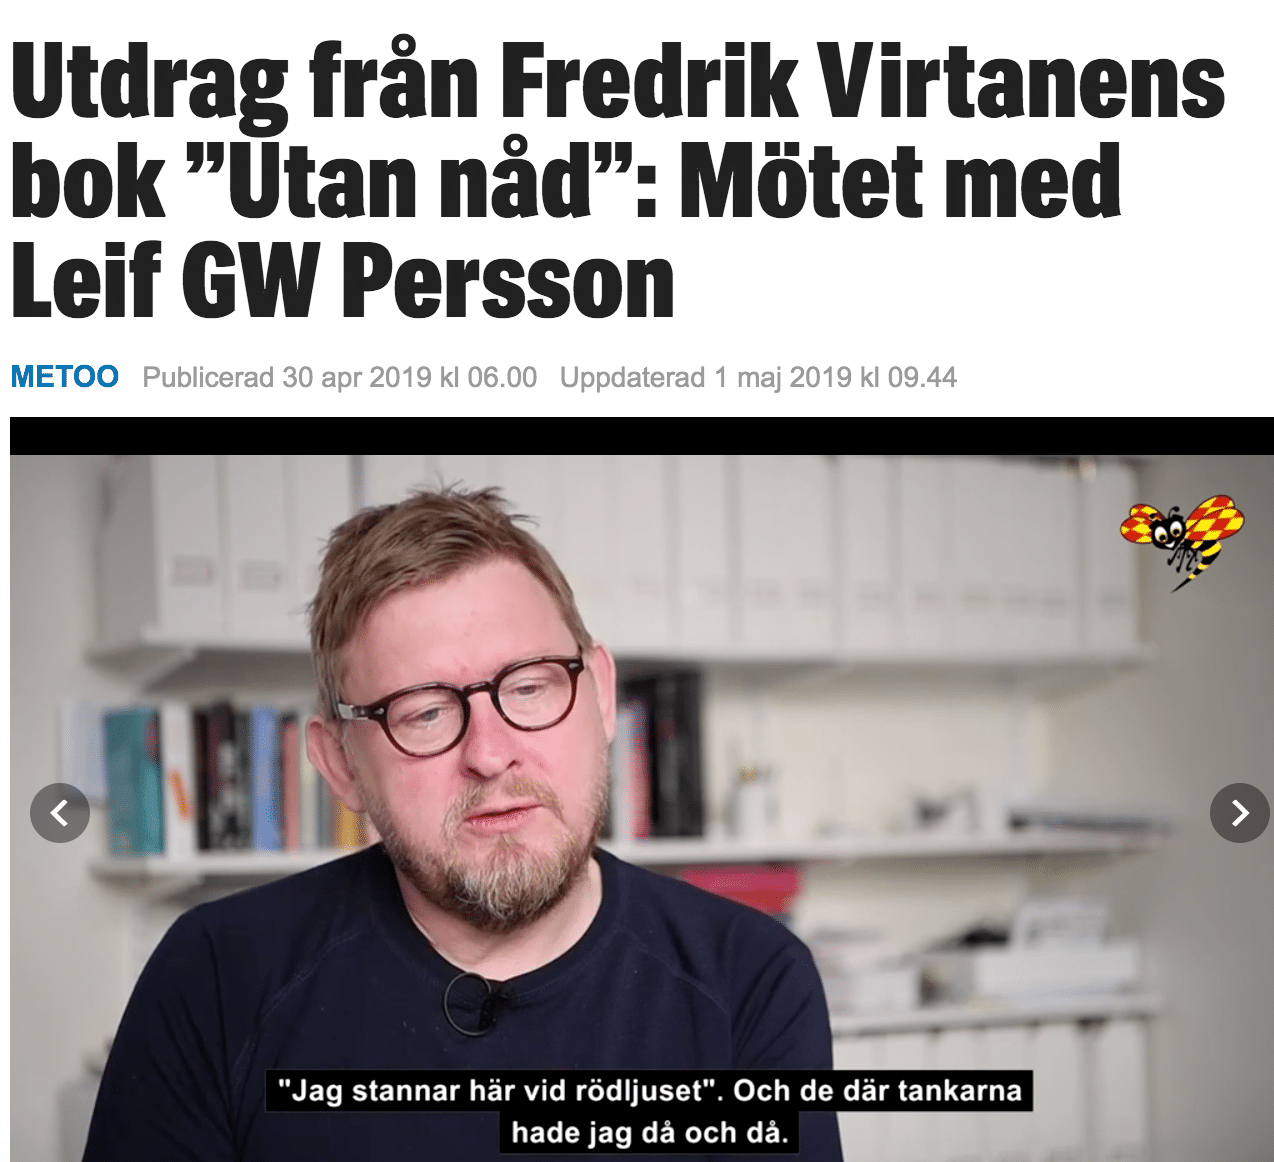 Utdrag från Fredrik Virtanens
bok ”Utan nåd”: Mötet med
Leif GW Persson
METOO Publicerad 30 apr 2019 kl 06.00 Uppdaterad 1 maj 2019 kl 09.44
"Jag stannar här vid rödljuset". Och de där tankarna
hade jag då och då.